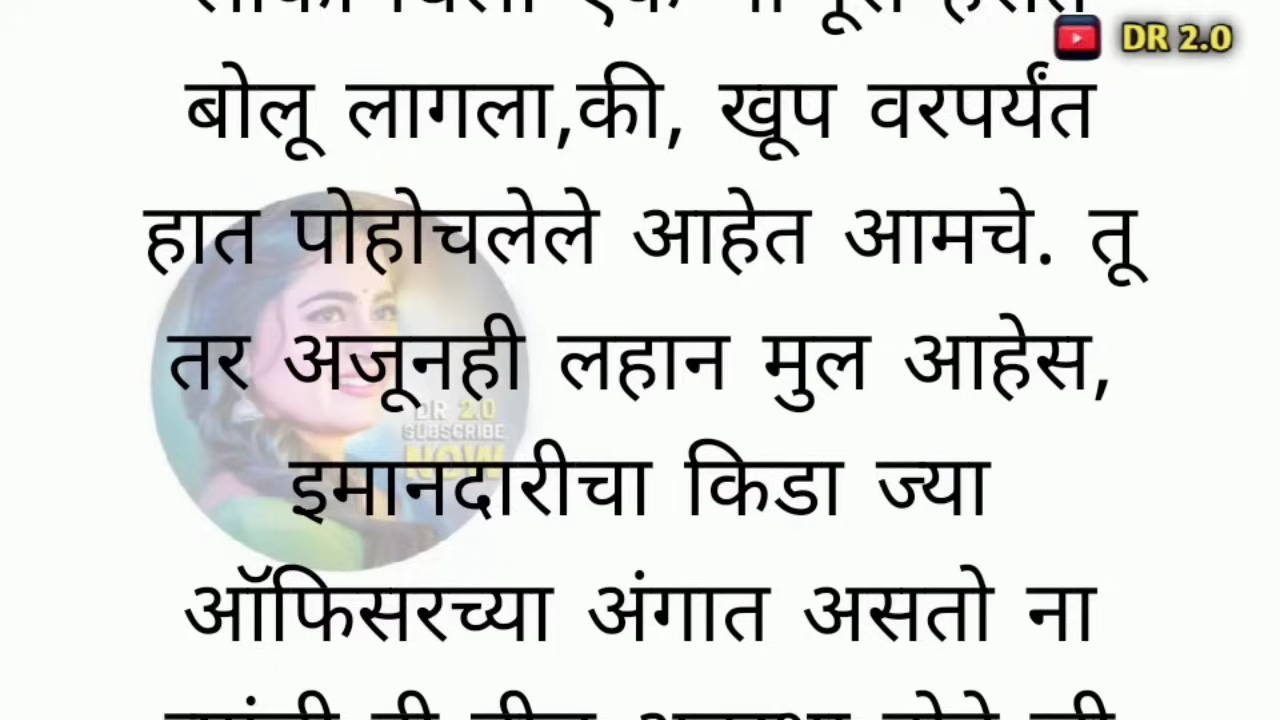 DR 2.0
बोलू लागला,की, खूप वरपर्यंत
हात पोहोचलेले आहेत आमचे. तू
तर अजूनही लहान मुल आहेस,
DR 2.0
SUBSCRIBE
NOW
इमानदारीचा किडा ज्या
ऑफिसरच्या अंगात असतो ना